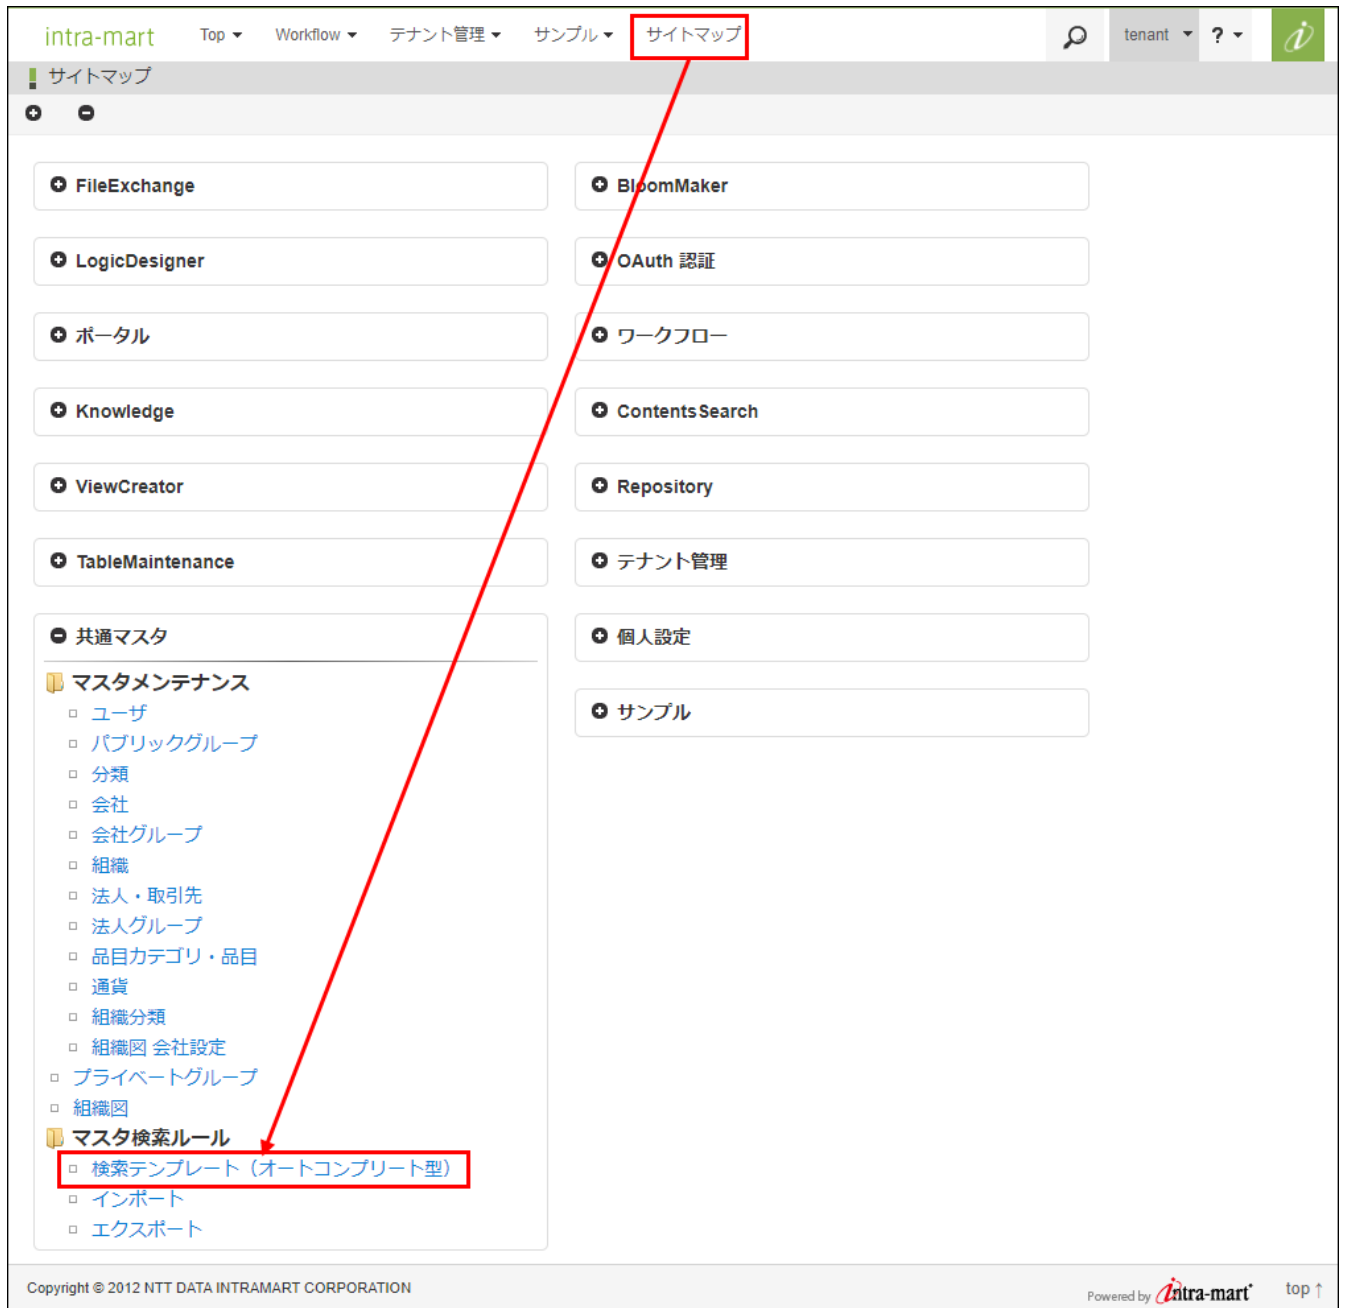 intra-mart Top Workflow テナント管理 サンプル サイトマップ tenant ?
サイトマップ
FileExchange
BloomMaker
LogicDesigner
OAuth 認証
ポータル
ワークフロー
Knowledge
ContentsSearch
ViewCreator
Repository
TableMaintenance
テナント管理
共通マスタ
個人設定
サンプル
マスタメンテナンス
ユーザ
パブリックグループ
分類
会社
会社グループ
組織
法人・取引先
法人グループ
品目カテゴリ・品目
通貨
組織分類
組織図 会社設定
プライベートグループ
組織図
マスタ検索ルール
検索テンプレート（オートコンプリート型）
インポート
エクスポート
Copyright © 2012 NTT DATA INTRAMART CORPORATION
Powered by intra-mart top ↑